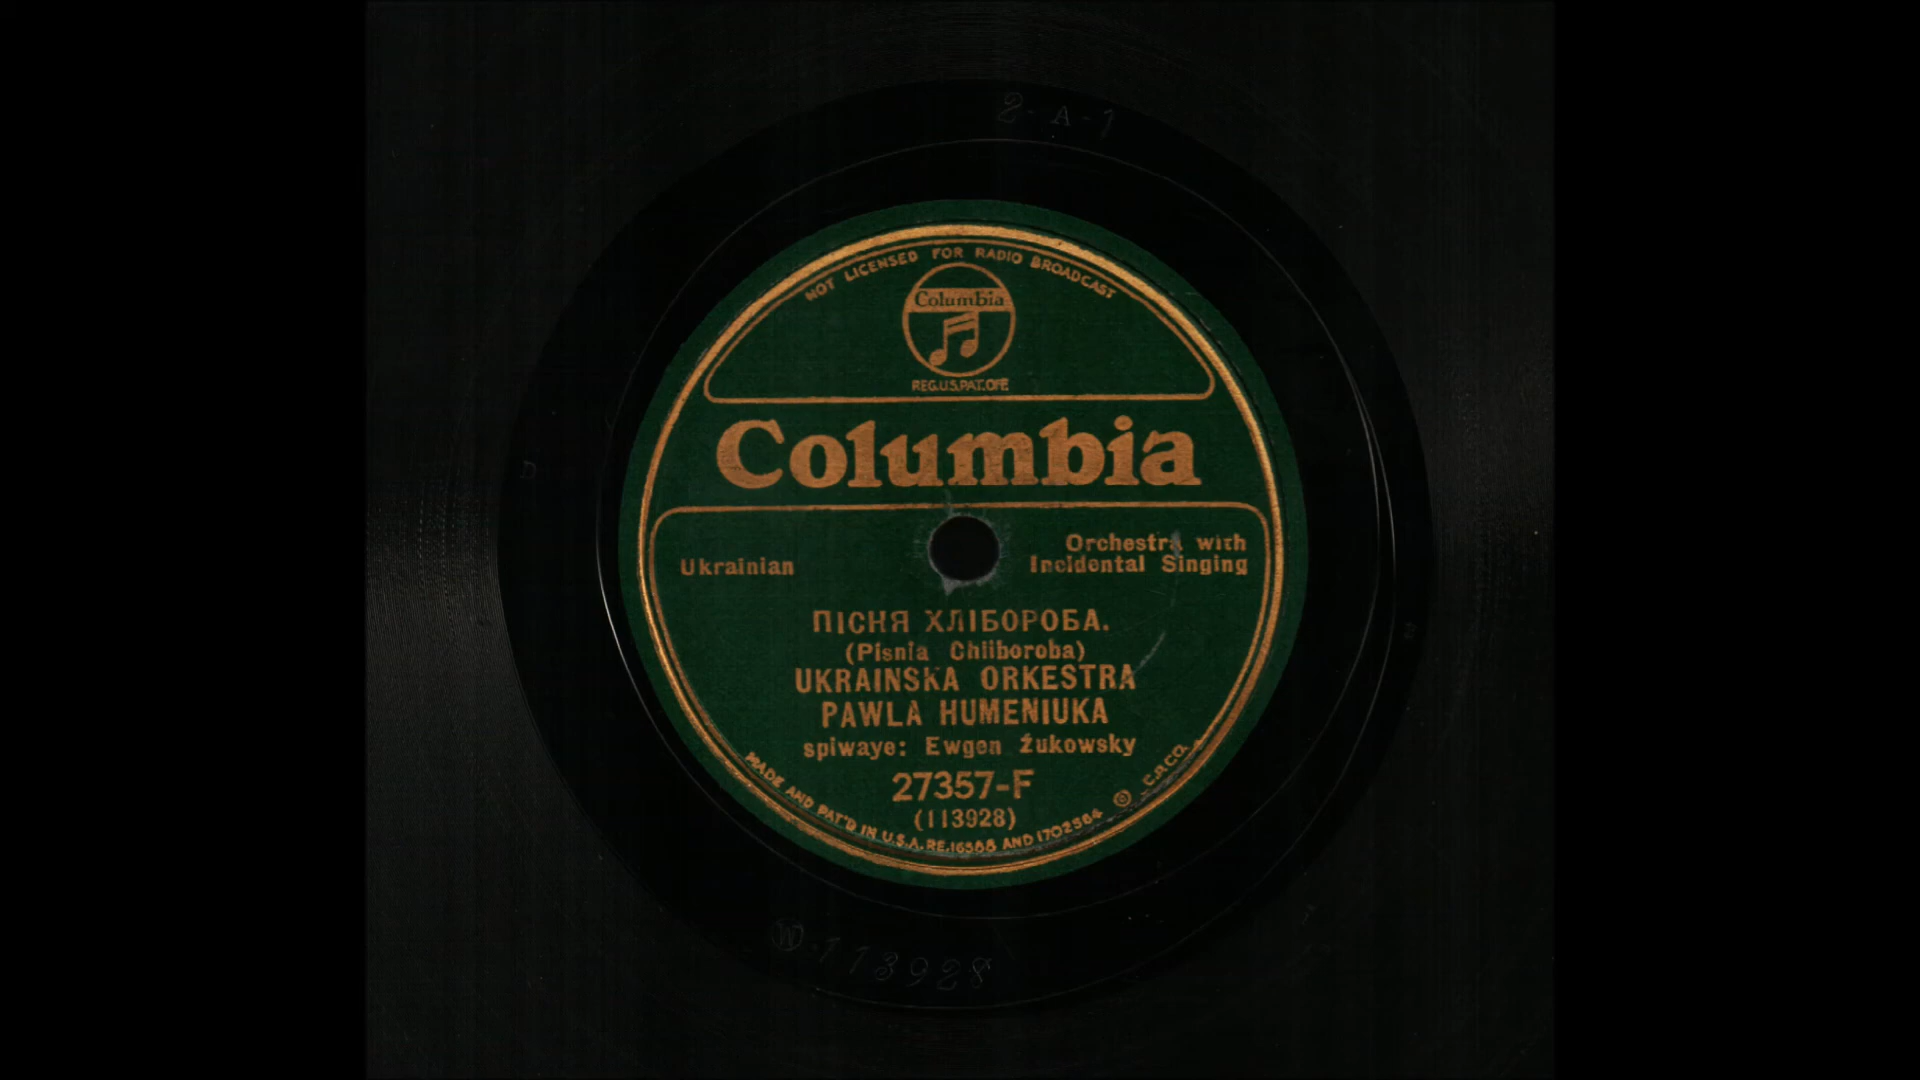 2-A-1
NOT LICENSED FOR RADIO BROADCAST
Columbia
REG.U.S.PAT.OFF.
Columbia
Ukrainian
Orchestra with
Incidental Singing
ПІСНЯ ХЛІБОРОБА.
(Pisnia Chliboroba)
UKRAINSKA ORKESTRA
PAWLA HUMENIUKA
spiwaye: Ewgen Żukowsky
27357-F
(113928)
MADE AND PAT'D IN U.S.A. RE.16588 AND 1702564 © C.P.CO.
W-113928